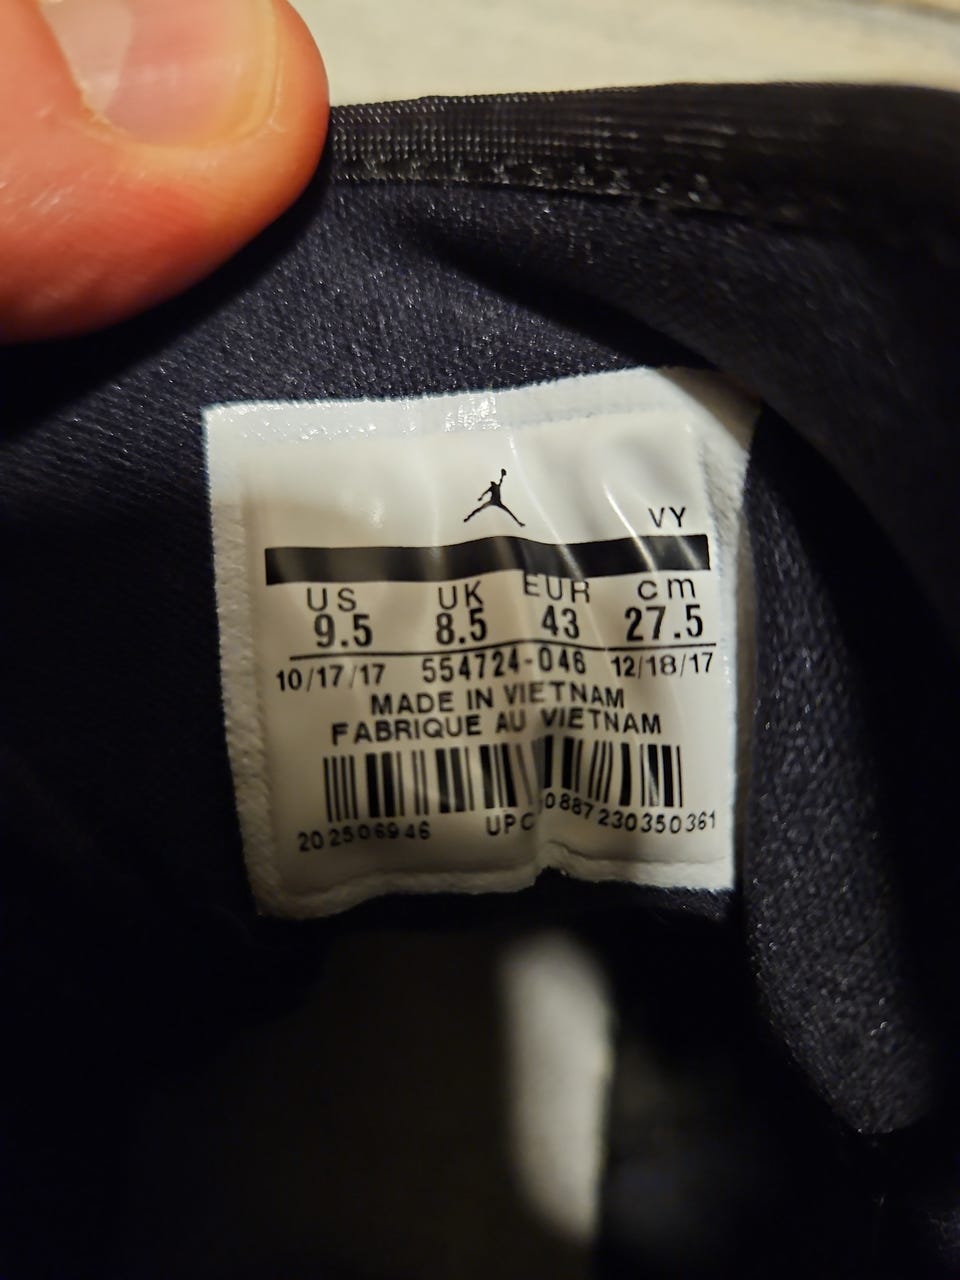 VY
US UK EUR cm
9.5 8.5 43 27.5
10/17/17 554724-046 12/18/17
MADE IN VIETNAM
FABRIQUE AU VIETNAM
202506946 UPC 0887230350361